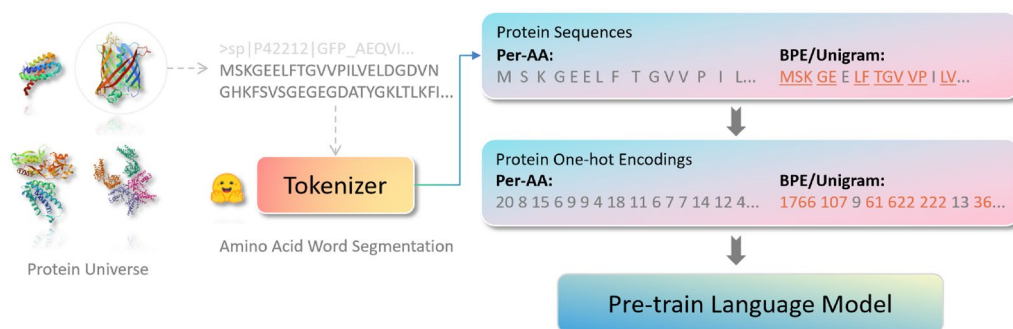 >sp|P42212|GFP_AEQVI...
MSKGEELFTGVVPILVELDGDVN
GHKFSVSGEGEGDATYGKLTLKFI...
Tokenizer
Amino Acid Word Segmentation
Protein Universe
Protein Sequences
Per-AA:
M S K G E E L F T G V V P I L...
BPE/Unigram:
MSK GE E LF TGV VP I LV...
Protein One-hot Encodings
Per-AA:
20 8 15 6 9 9 4 18 11 6 7 7 14 12 4...
BPE/Unigram:
1766 107 9 61 622 222 13 36...
Pre-train Language Model